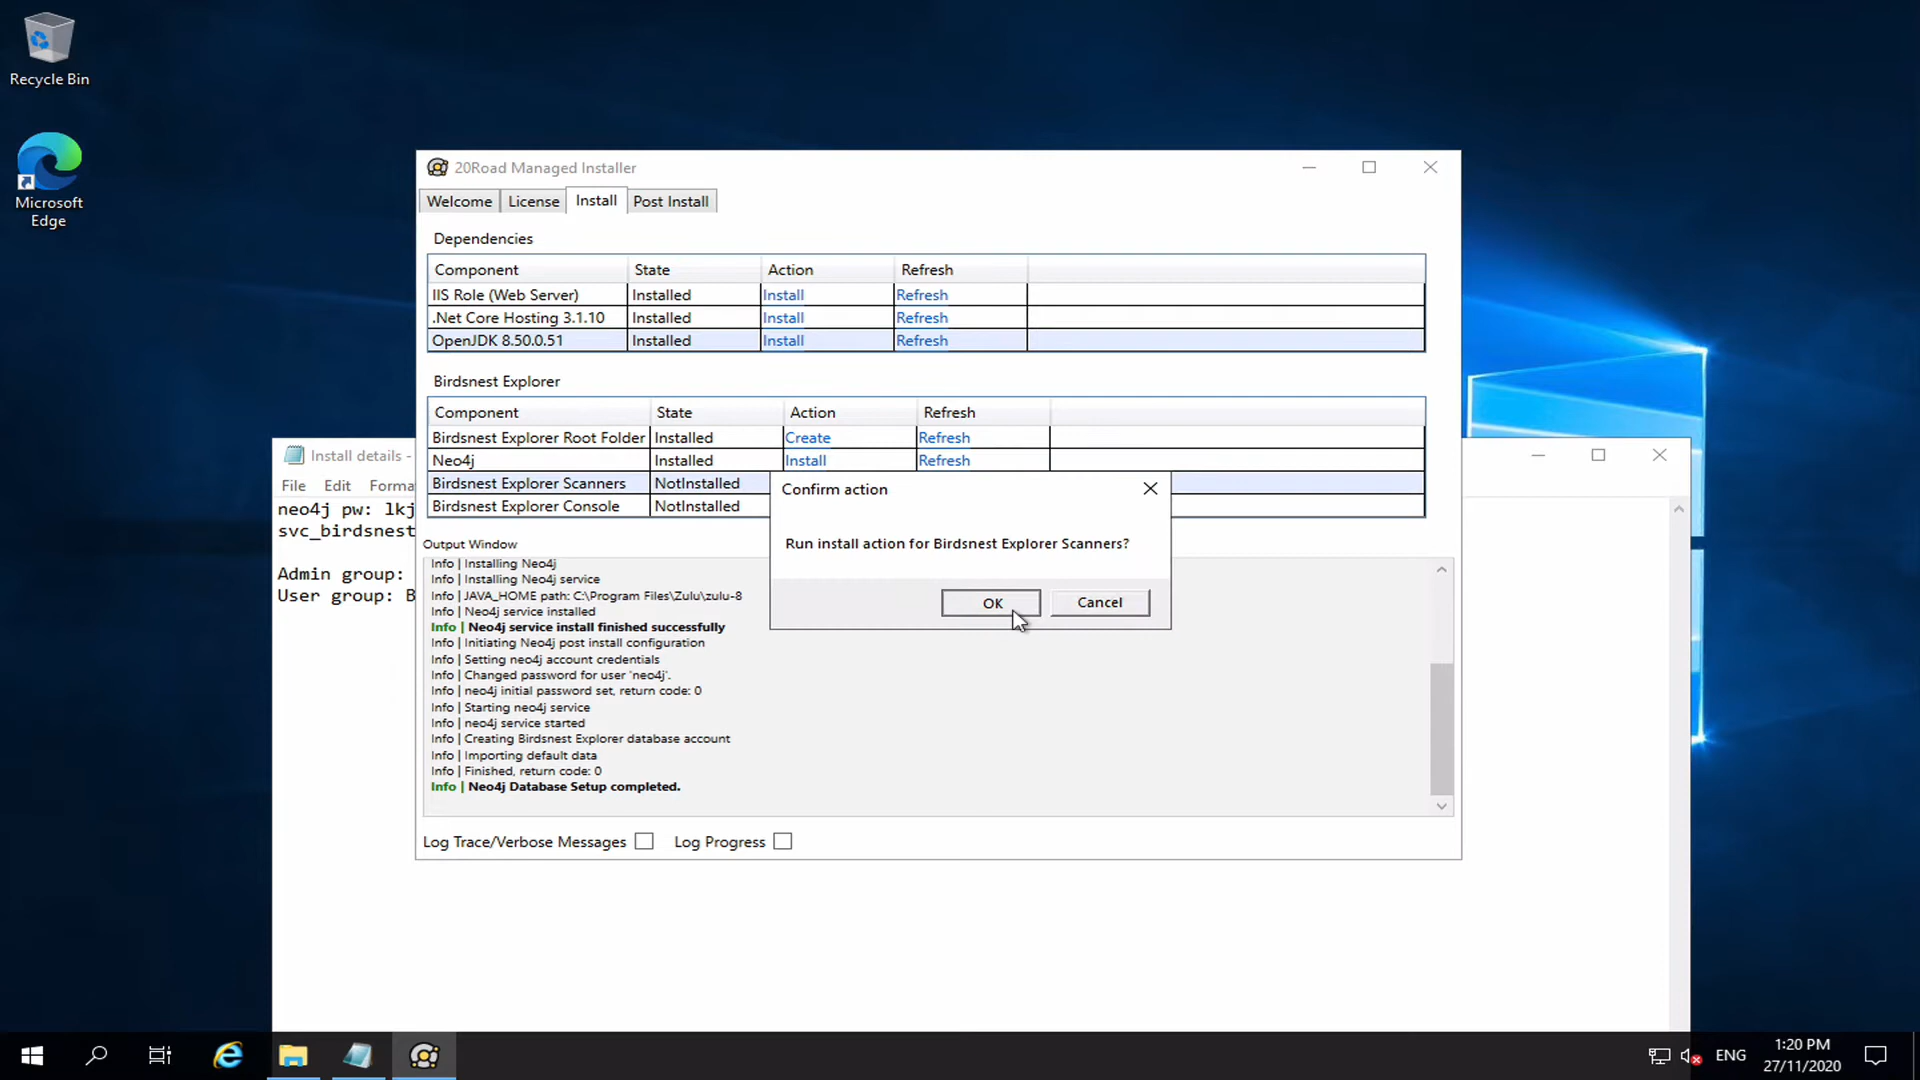 Recycle Bin
Microsoft
Edge
20Road Managed Installer
Welcome License Install Post Install
Dependencies
Component State Action Refresh
IIS Role (Web Server) Installed Install Refresh
.Net Core Hosting 3.1.10 Installed Install Refresh
OpenJDK 8.50.0.51 Installed Install Refresh
Birdsnest Explorer
Component State Action Refresh
Birdsnest Explorer Root Folder Installed Create Refresh
Neo4j Installed Install Refresh
Birdsnest Explorer Scanners NotInstalled
Birdsnest Explorer Console NotInstalled
Confirm action
Run install action for Birdsnest Explorer Scanners?
OK Cancel
Output Window
Info | Installing Neo4j
Info | Installing Neo4j service
Info | JAVA_HOME path: C:\Program Files\Zulu\zulu-8
Info | Neo4j service installed
Info | Neo4j service install finished successfully
Info | Initiating Neo4j post install configuration
Info | Setting neo4j account credentials
Info | Changed password for user 'neo4j'.
Info | neo4j initial password set, return code: 0
Info | Starting neo4j service
Info | neo4j service started
Info | Creating Birdsnest Explorer database account
Info | Importing default data
Info | Finished, return code: 0
Info | Neo4j Database Setup completed.
Log Trace/Verbose Messages Log Progress
Install details -
File Edit Forma
neo4j pw: lkj
svc_birdsnest
Admin group:
User group: B
ENG
1:20 PM
27/11/2020